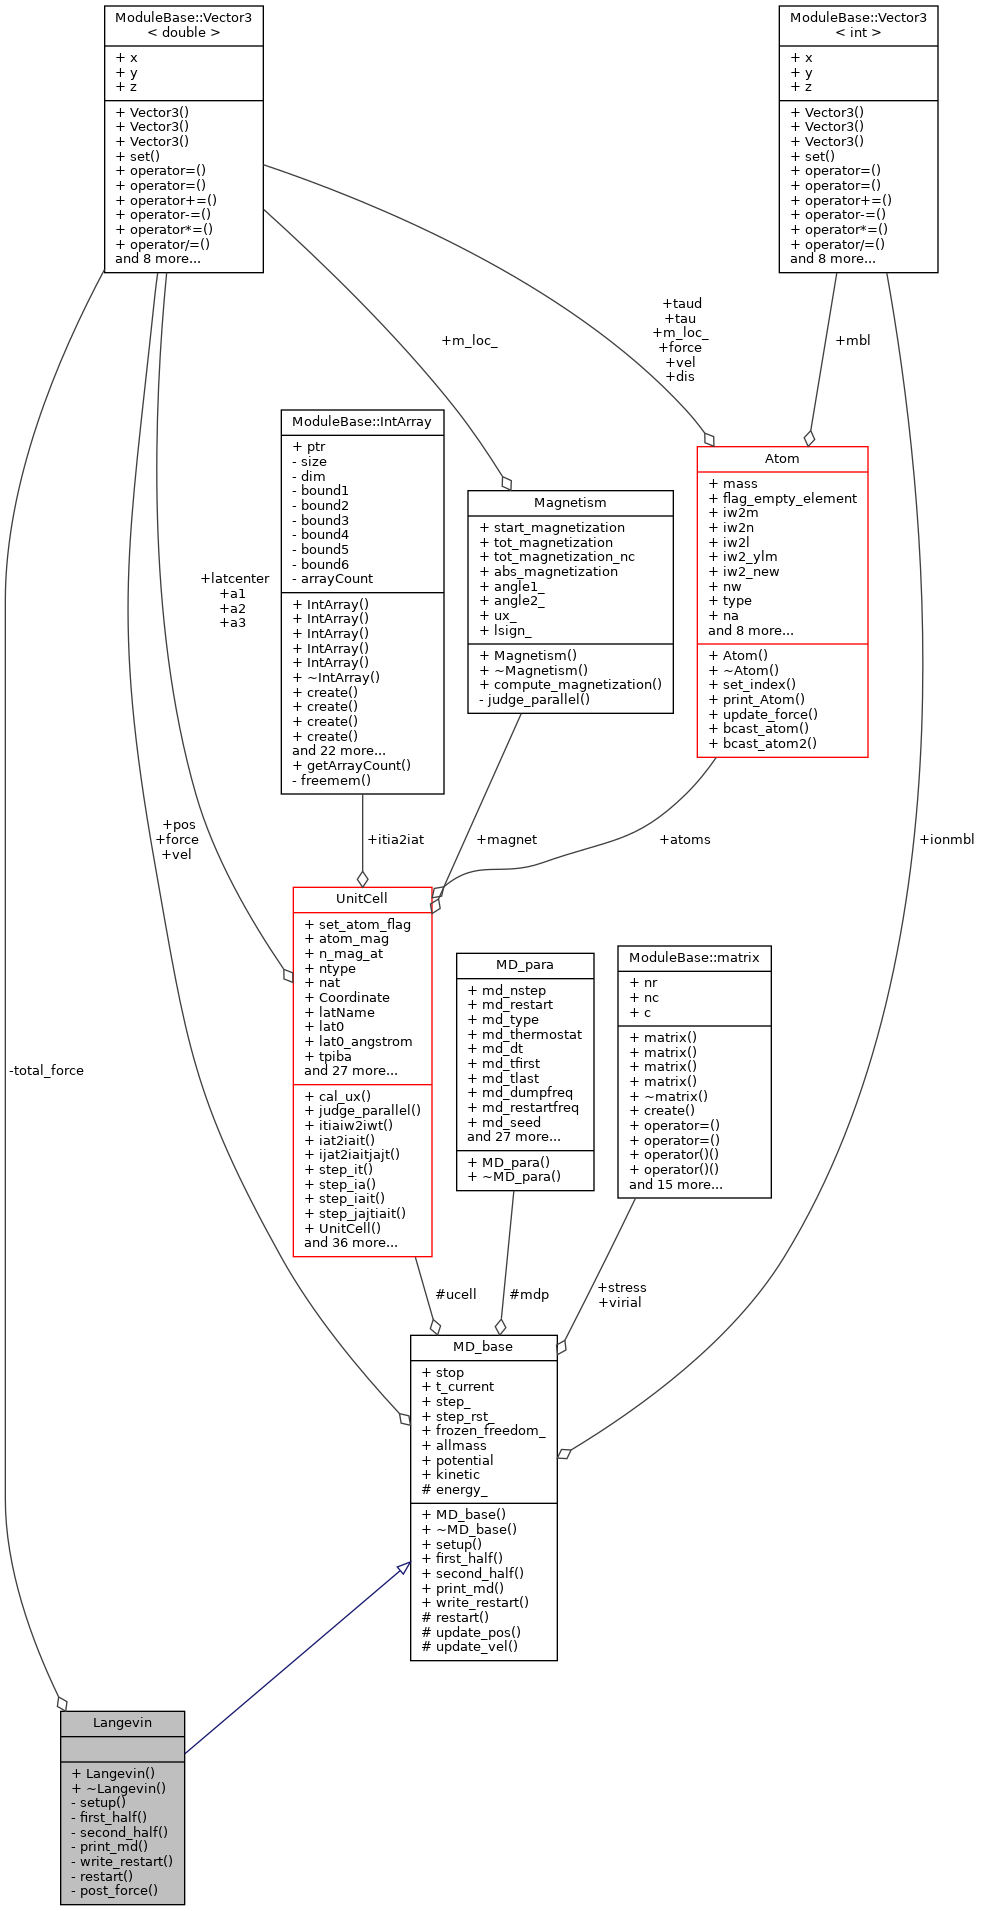 ModuleBase::Vector3
< double >
+ x
+ y
+ z
+ Vector3()
+ Vector3()
+ Vector3()
+ set()
+ operator=()
+ operator=()
+ operator+=()
+ operator-=()
+ operator*=()
+ operator/=()
and 8 more...
ModuleBase::Vector3
< int >
+ x
+ y
+ z
+ Vector3()
+ Vector3()
+ Vector3()
+ set()
+ operator=()
+ operator=()
+ operator+=()
+ operator-=()
+ operator*=()
+ operator/=()
and 8 more...
+taud
+tau
+m_loc_
+force
+vel
+dis
+m_loc_
+mbl
ModuleBase::IntArray
+ ptr
- size
- dim
- bound1
- bound2
- bound3
- bound4
- bound5
- bound6
- arrayCount
+ IntArray()
+ IntArray()
+ IntArray()
+ IntArray()
+ IntArray()
+ ~IntArray()
+ create()
+ create()
+ create()
+ create()
and 22 more...
+ getArrayCount()
- freemem()
Magnetism
+ start_magnetization
+ tot_magnetization
+ tot_magnetization_nc
+ abs_magnetization
+ angle1_
+ angle2_
+ ux_
+ lsign_
+ Magnetism()
+ ~Magnetism()
+ compute_magnetization()
- judge_parallel()
Atom
+ mass
+ flag_empty_element
+ iw2m
+ iw2n
+ iw2l
+ iw2_ylm
+ iw2_new
+ nw
+ type
+ na
and 8 more...
+ Atom()
+ ~Atom()
+ set_index()
+ print_Atom()
+ update_force()
+ bcast_atom()
+ bcast_atom2()
+latcenter
+a1
+a2
+a3
+pos
+force
+vel
+itia2iat
+magnet
+atoms
+ionmbl
UnitCell
+ set_atom_flag
+ atom_mag
+ n_mag_at
+ ntype
+ nat
+ Coordinate
+ latName
+ lat0
+ lat0_angstrom
+ tpiba
and 27 more...
+ cal_ux()
+ judge_parallel()
+ itiaiw2iwt()
+ iat2iait()
+ ijat2iaitjajt()
+ step_it()
+ step_ia()
+ step_iait()
+ step_jajtiait()
+ UnitCell()
and 36 more...
MD_para
+ md_nstep
+ md_restart
+ md_type
+ md_thermostat
+ md_dt
+ md_tfirst
+ md_tlast
+ md_dumpfreq
+ md_restartfreq
+ md_seed
and 27 more...
+ MD_para()
+ ~MD_para()
ModuleBase::matrix
+ nr
+ nc
+ c
+ matrix()
+ matrix()
+ matrix()
+ matrix()
+ ~matrix()
+ create()
+ operator=()
+ operator=()
+ operator()()
+ operator()()
and 15 more...
-total_force
#ucell
#mdp
+stress
+virial
MD_base
+ stop
+ t_current
+ step_
+ step_rst_
+ frozen_freedom_
+ allmass
+ potential
+ kinetic
# energy_
+ MD_base()
+ ~MD_base()
+ setup()
+ first_half()
+ second_half()
+ print_md()
+ write_restart()
# restart()
# update_pos()
# update_vel()
Langevin
+ Langevin()
+ ~Langevin()
- setup()
- first_half()
- second_half()
- print_md()
- write_restart()
- restart()
- post_force()